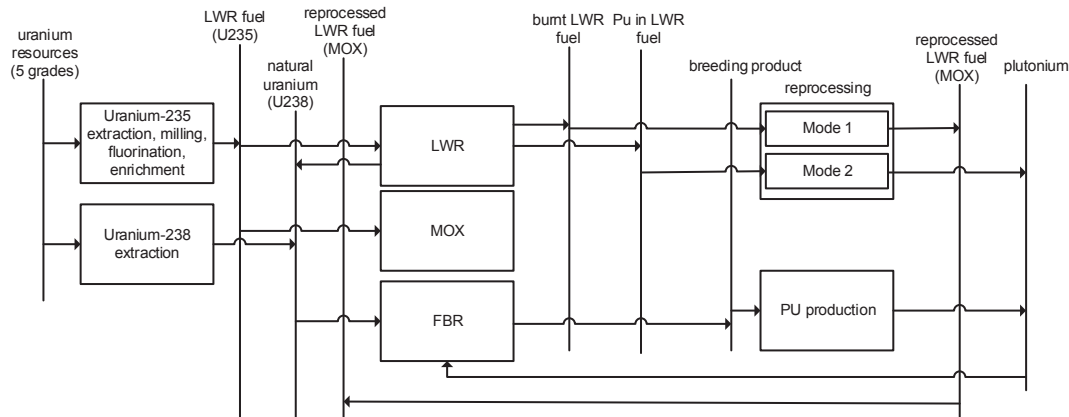 uranium
resources
(5 grades)
LWR fuel
(U235)
natural
uranium
(U238)
reprocessed
LWR fuel
(MOX)
burnt LWR
fuel
Pu in LWR
fuel
breeding product
reprocessed
LWR fuel
(MOX)
plutonium
Uranium-235
extraction, milling,
fluorination,
enrichment
LWR
reprocessing
Mode 1
Mode 2
Uranium-238
extraction
MOX
FBR
PU production